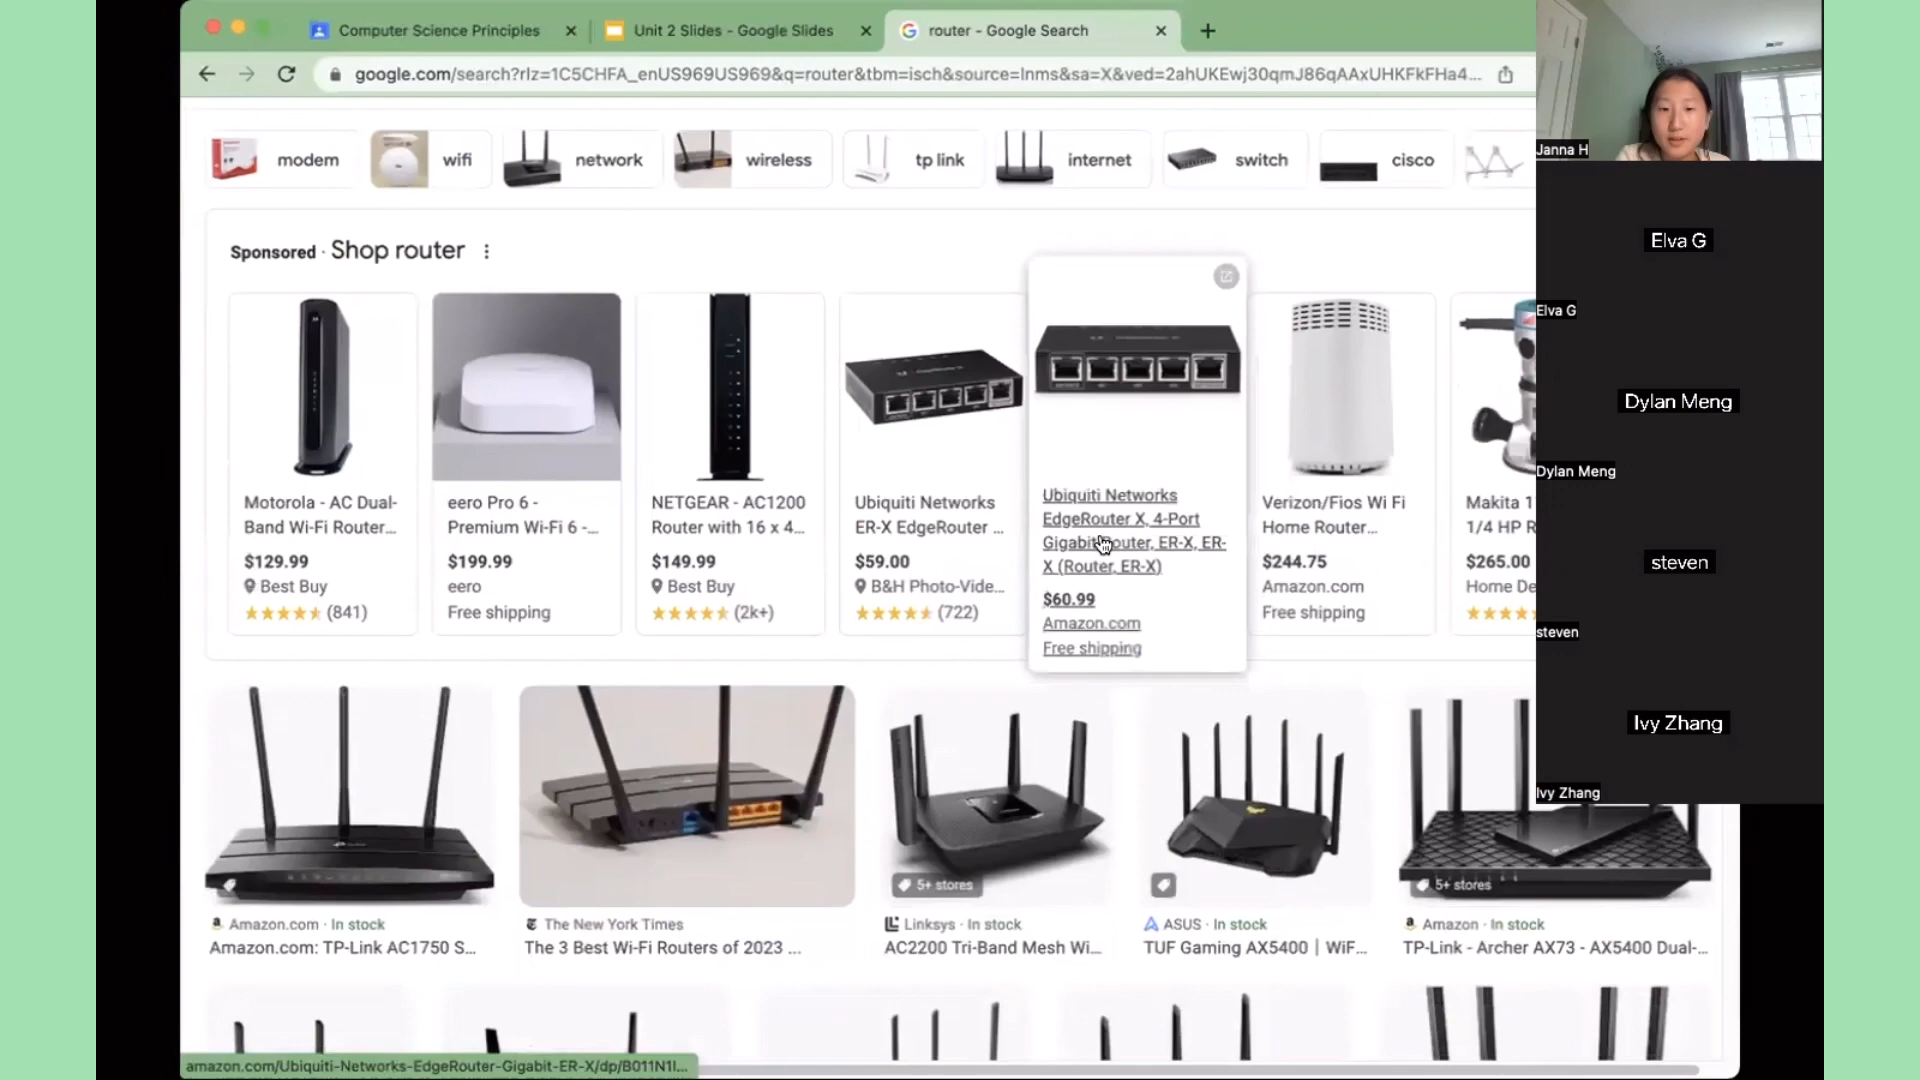 Computer Science Principles
Unit 2 Slides - Google Slides
router - Google Search
google.com/search?rlz=1C5CHFA_enUS969US969&q=router&tbm=isch&source=lnms&sa=X&ved=2ahUKEwj30qmJ86qAAxUHKFkFHa4...
modem
wifi
network
wireless
tp link
internet
switch
cisco
Sponsored · Shop router
Motorola - AC Dual-
Band Wi-Fi Router...
$129.99
Best Buy
(841)
eero Pro 6 -
Premium Wi-Fi 6 -...
$199.99
eero
Free shipping
NETGEAR - AC1200
Router with 16 x 4...
$149.99
Best Buy
(2k+)
Ubiquiti Networks
ER-X EdgeRouter ...
$59.00
B&H Photo-Vide...
(722)
Ubiquiti Networks
EdgeRouter X, 4-Port
Gigabit Router, ER-X, ER-
X (Router, ER-X)
$60.99
Amazon.com
Free shipping
Verizon/Fios Wi Fi
Home Router...
$244.75
Amazon.com
Free shipping
Makita 1
1/4 HP R
$265.00
Home De
Amazon.com · In stock
Amazon.com: TP-Link AC1750 S...
The New York Times
The 3 Best Wi-Fi Routers of 2023 ...
5+ stores
Linksys · In stock
AC2200 Tri-Band Mesh Wi...
ASUS · In stock
TUF Gaming AX5400 | WiF...
5+ stores
Amazon · In stock
TP-Link - Archer AX73 - AX5400 Dual-...
amazon.com/Ubiquiti-Networks-EdgeRouter-Gigabit-ER-X/dp/B011N1I...
Janna H
Elva G
Elva G
Dylan Meng
Dylan Meng
steven
steven
Ivy Zhang
Ivy Zhang